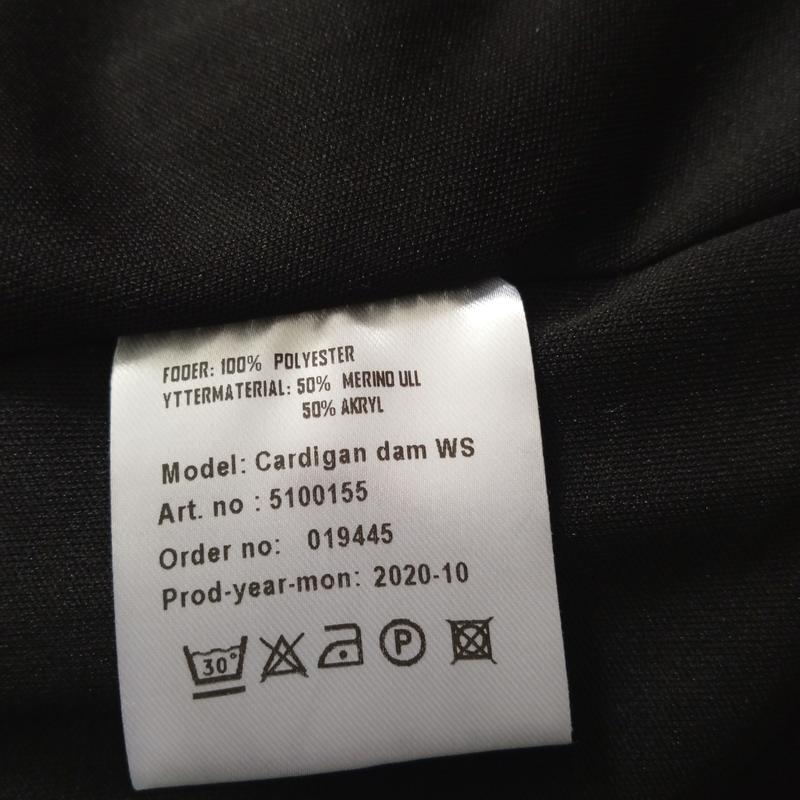 FODER: 100% POLYESTER
YTTERMATERIAL: 50% MERINO ULL
50% AKRYL
Model: Cardigan dam WS
Art. no : 5100155
Order no: 019445
Prod-year-mon: 2020-10
30° P